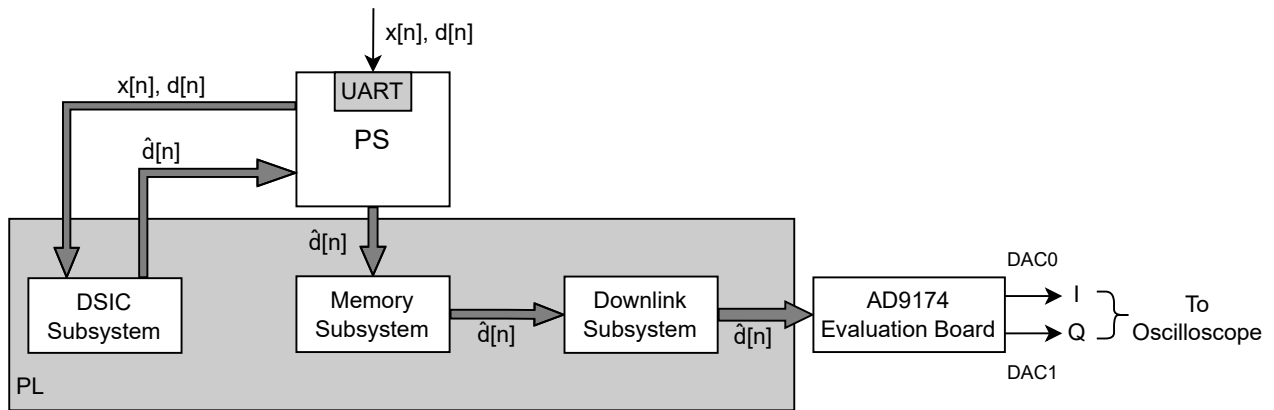 x[n], d[n]
UART
x[n], d[n]
PS
d̂[n]
d̂[n]
DSIC
Subsystem
Memory
Subsystem
d̂[n]
Downlink
Subsystem
d̂[n]
AD9174
Evaluation Board
DAC0
I
Q
DAC1
To
Oscilloscope
PL